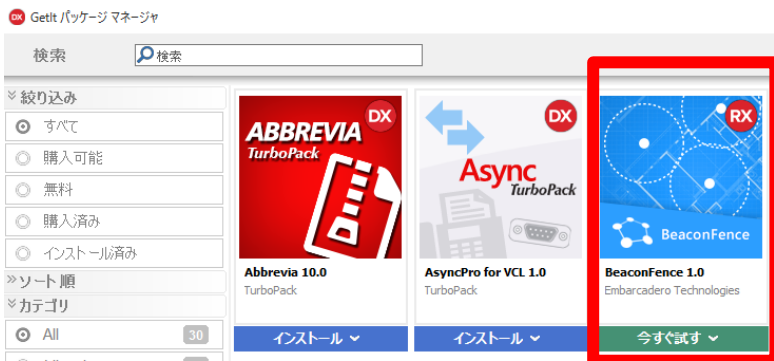 DX GetIt パッケージ マネージャ
検索
検索
絞り込み
すべて
購入可能
無料
購入済み
インストール済み
ソート順
カテゴリ
All 30
ABBREVIA DX
TurboPack
Abbrevia 10.0
TurboPack
インストール
DX
Async
TurboPack
AsyncPro for VCL 1.0
TurboPack
インストール
RX
BeaconFence
BeaconFence 1.0
Embarcadero Technologies
今すぐ試す